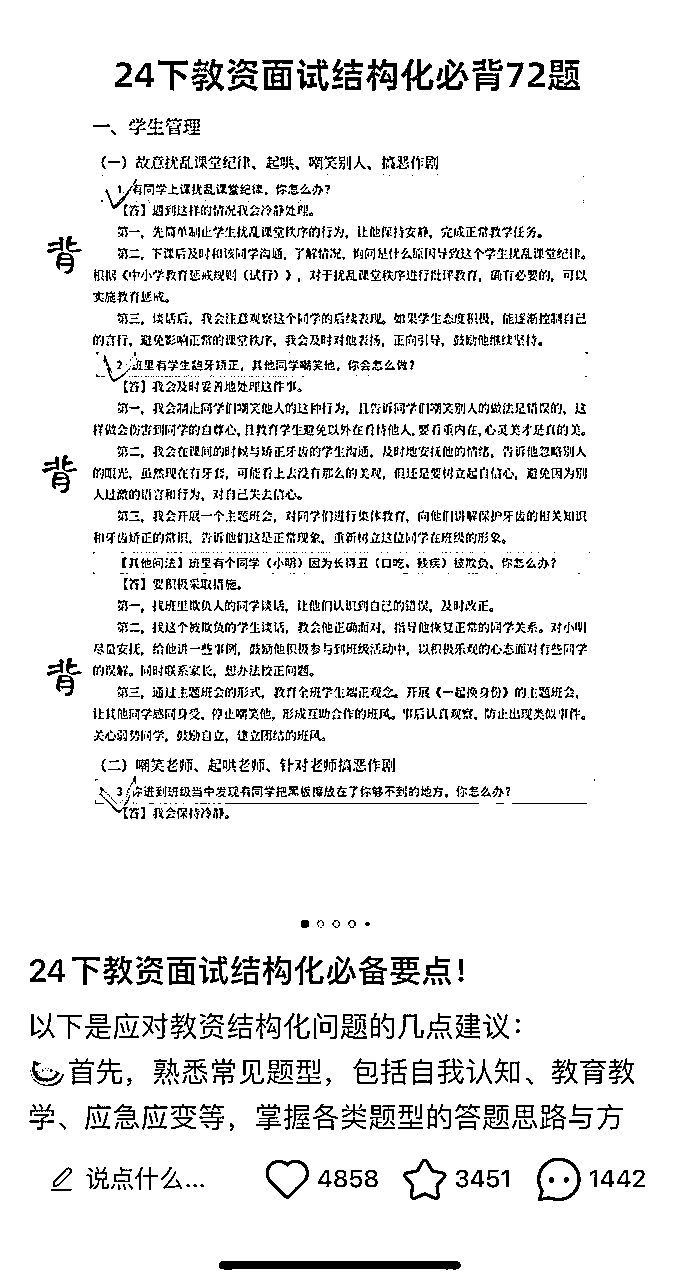 24下教资面试结构化必背72题
一、学生管理
（一）故意扰乱课堂纪律、起哄、嘲笑别人、搞恶作剧
1.有同学上课扰乱课堂纪律，你怎么办？
【答】遇到这样的情况我会冷静处理。
第一，先简单制止学生扰乱课堂秩序的行为，让他保持安静，完成正常教学任务。
背
第二，下课后及时和该同学沟通，了解情况，询问是什么原因导致这个学生扰乱课堂纪律。
根据《中小学教育惩戒规则（试行）》，对于扰乱课堂秩序进行批评教育，确有必要的，可以
实施教育惩戒。
第三，谈话后，我会注意观察这个同学的后续表现。如果学生态度积极，能逐渐控制自己
的言行，避免影响正常的课堂秩序，我会及时对他表扬，正向引导，鼓励他继续坚持。
2.班里有学生龅牙矫正，其他同学嘲笑他，你会怎么做？
【答】我会及时妥善地处理这件事。
第一，我会制止同学们嘲笑他人的这种行为，且告诉同学们嘲笑别人的做法是错误的，这
样做会伤害到同学的自尊心，且教育学生避免以外在看待他人，要看重内在，心灵美才是真的美。
第二，我会在课间的时候与矫正牙齿的学生沟通，及时地安抚他的情绪，告诉他忽略别人
背
的眼光，虽然现在有牙套，可能看上去没有那么的美观，但还是要树立起自信心，避免因为别
人过激的语言和行为，对自己失去信心。
第三，我会开展一个主题班会，对同学们进行集体教育，向他们讲解保护牙齿的相关知识
和牙齿矫正的常识，告诉他们这是正常现象，重新树立这位同学在班级的形象。
【其他问法】班里有个同学（小明）因为长得丑（口吃、残疾）被欺负，你怎么办？
【答】要积极采取措施。
第一，找班里欺负人的同学谈话，让他们认识到自己的错误，及时改正。
第二，找这个被欺负的学生谈话，教会他正确面对，指导他恢复正常的同学关系。对小明
尽量安抚，给他讲一些事例，鼓励他积极参与到班级活动中，以积极乐观的心态面对有些同学
背
的误解。同时联系家长，想办法校正问题。
第三，通过主题班会的形式，教育全班学生端正观念。开展《一起换身份》的主题班会，
让其他同学感同身受，停止嘲笑他，形成互助合作的班风。事后认真观察，防止出现类似事件。
关心弱势同学，鼓励自立，建立团结的班风。
（二）嘲笑老师、起哄老师、针对老师搞恶作剧
3.你进到班级当中发现有同学把黑板擦放在了你够不到的地方，你怎么办？
【答】我会保持冷静。
24下教资面试结构化必备要点！
以下是应对教资结构化问题的几点建议：
首先，熟悉常见题型，包括自我认知、教育教
学、应急应变等，掌握各类题型的答题思路与方
说点什么... 4858 3451 1442